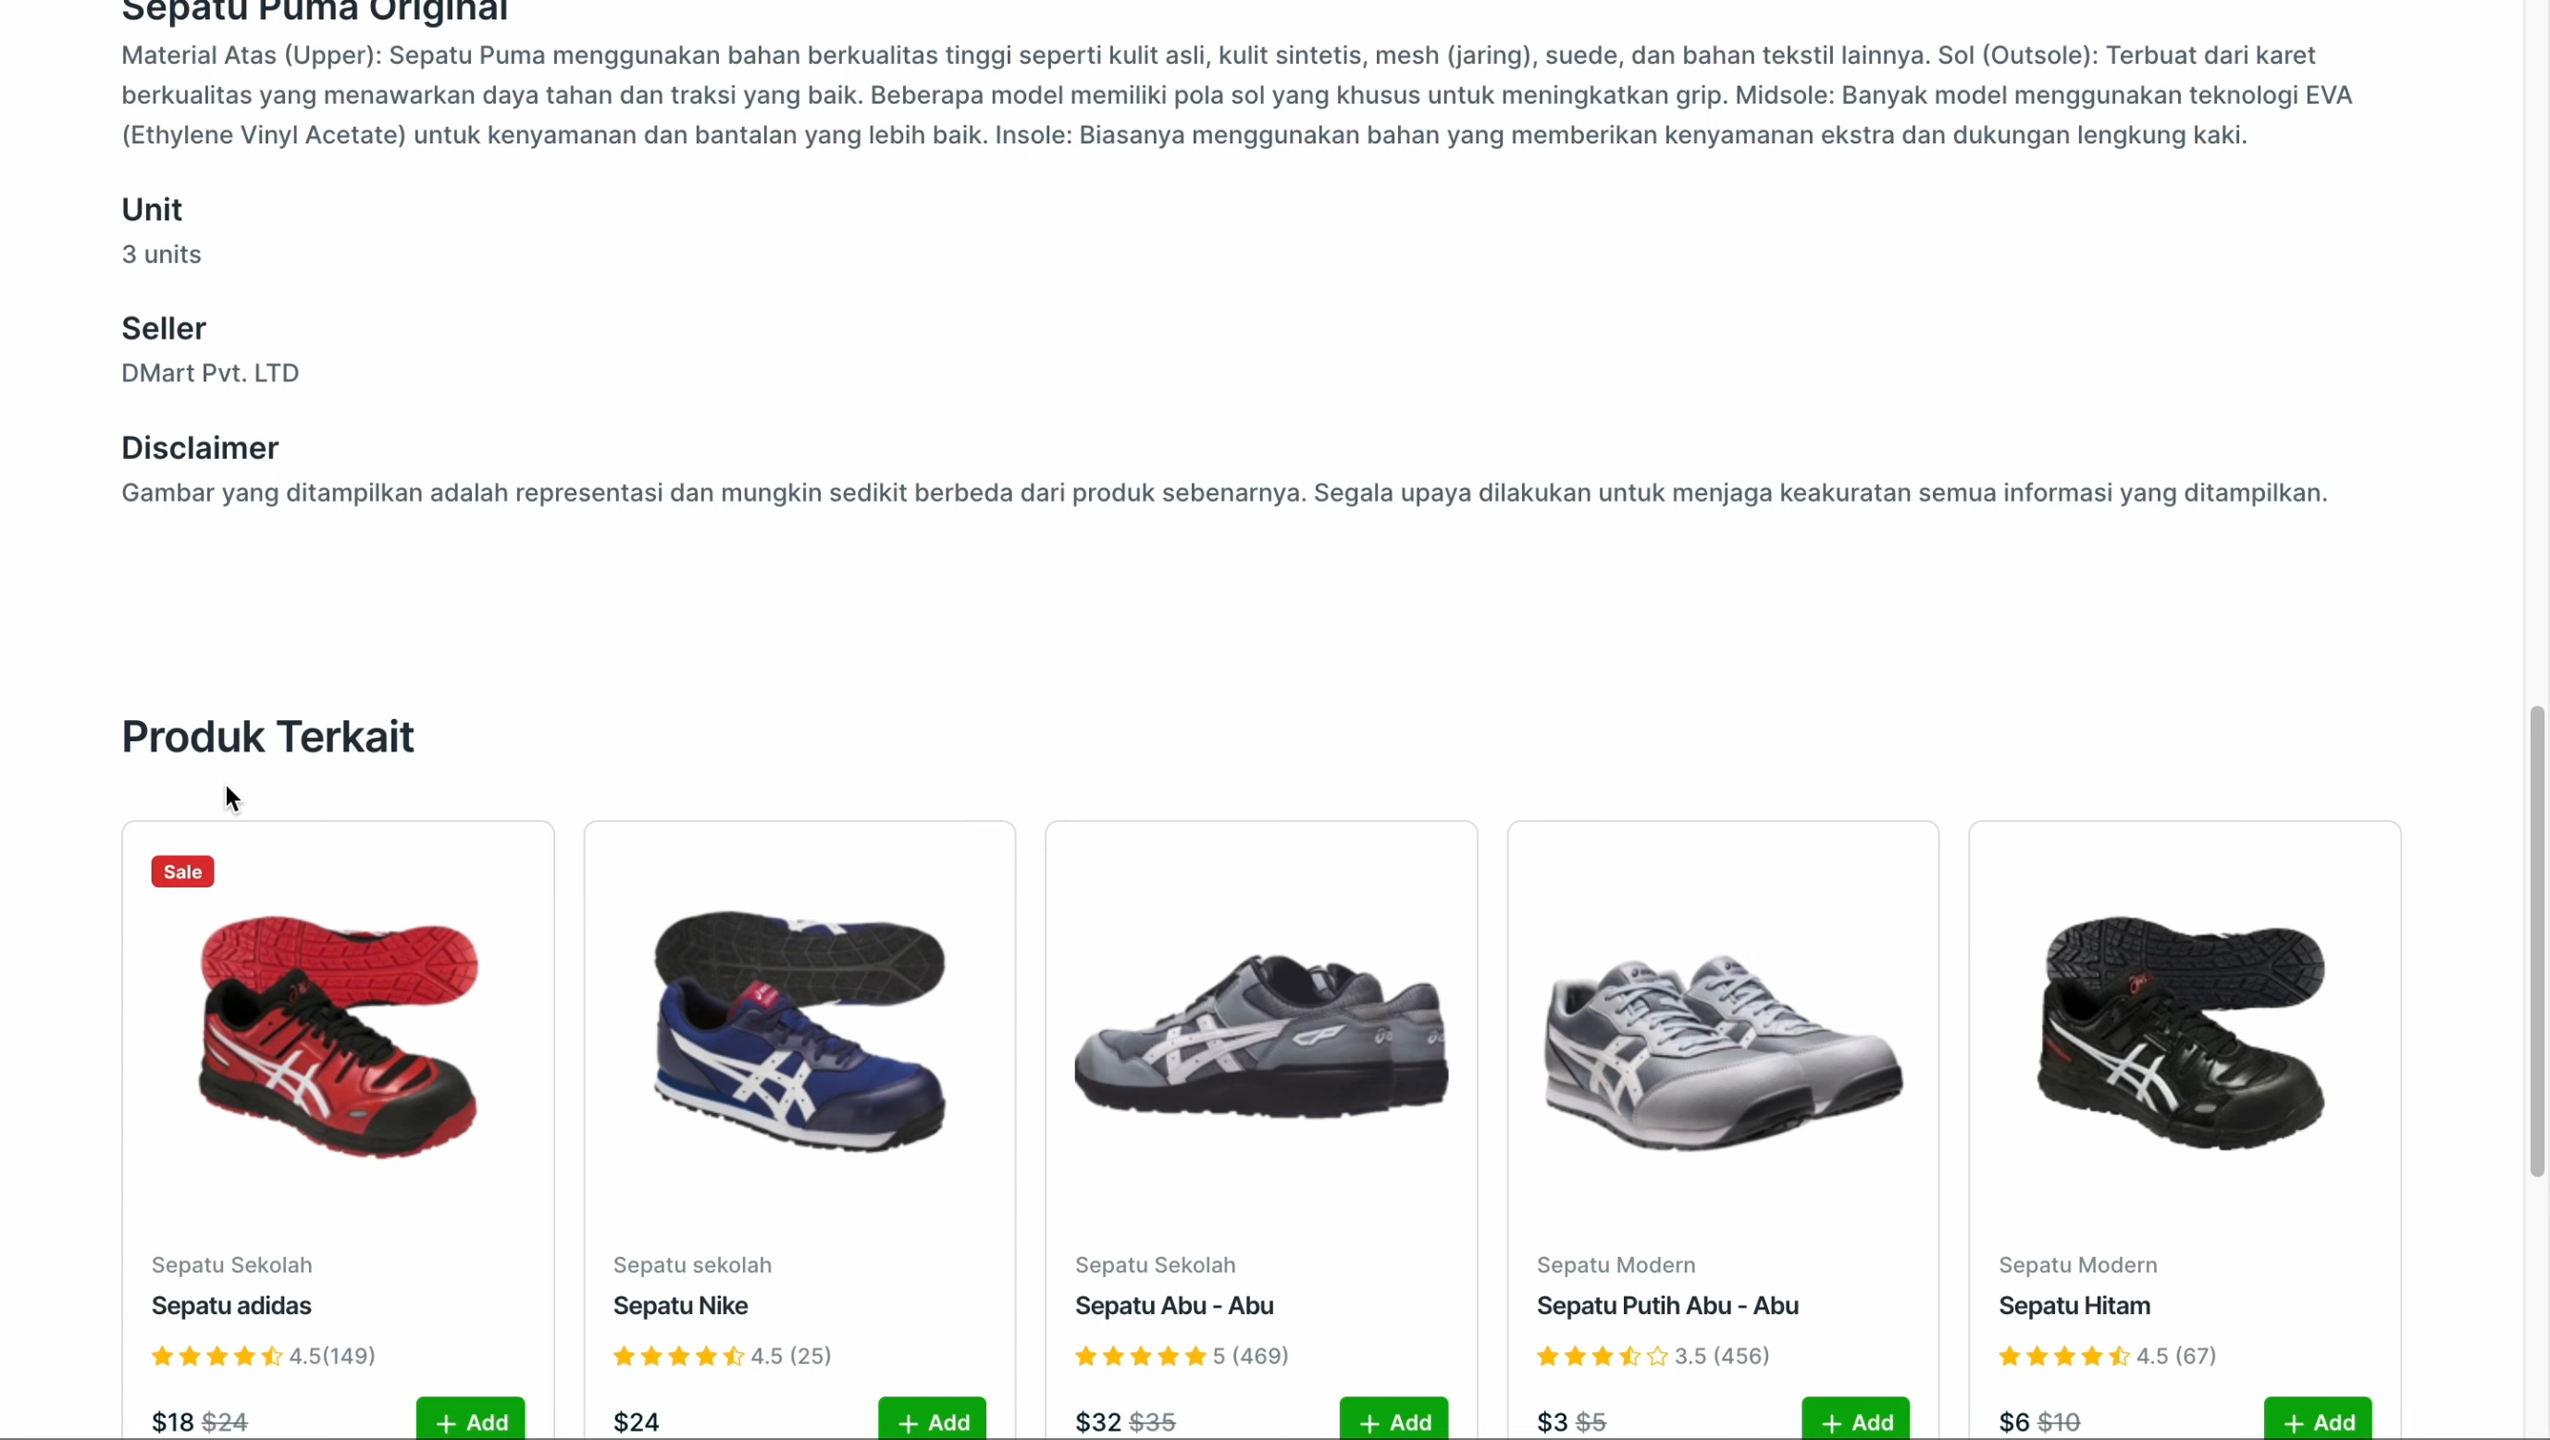 Sepatu Puma Original
Material Atas (Upper): Sepatu Puma menggunakan bahan berkualitas tinggi seperti kulit asli, kulit sintetis, mesh (jaring), suede, dan bahan tekstil lainnya. Sol (Outsole): Terbuat dari karet
berkualitas yang menawarkan daya tahan dan traksi yang baik. Beberapa model memiliki pola sol yang khusus untuk meningkatkan grip. Midsole: Banyak model menggunakan teknologi EVA
(Ethylene Vinyl Acetate) untuk kenyamanan dan bantalan yang lebih baik. Insole: Biasanya menggunakan bahan yang memberikan kenyamanan ekstra dan dukungan lengkung kaki.
Unit
3 units
Seller
DMart Pvt. LTD
Disclaimer
Gambar yang ditampilkan adalah representasi dan mungkin sedikit berbeda dari produk sebenarnya. Segala upaya dilakukan untuk menjaga keakuratan semua informasi yang ditampilkan.
Produk Terkait
Sale
Sepatu Sekolah
Sepatu adidas
4.5(149)
$18 $24
+ Add
Sepatu sekolah
Sepatu Nike
4.5 (25)
$24
+ Add
Sepatu Sekolah
Sepatu Abu - Abu
5 (469)
$32 $35
+ Add
Sepatu Modern
Sepatu Putih Abu - Abu
3.5 (456)
$3 $5
+ Add
Sepatu Modern
Sepatu Hitam
4.5 (67)
$6 $10
+ Add